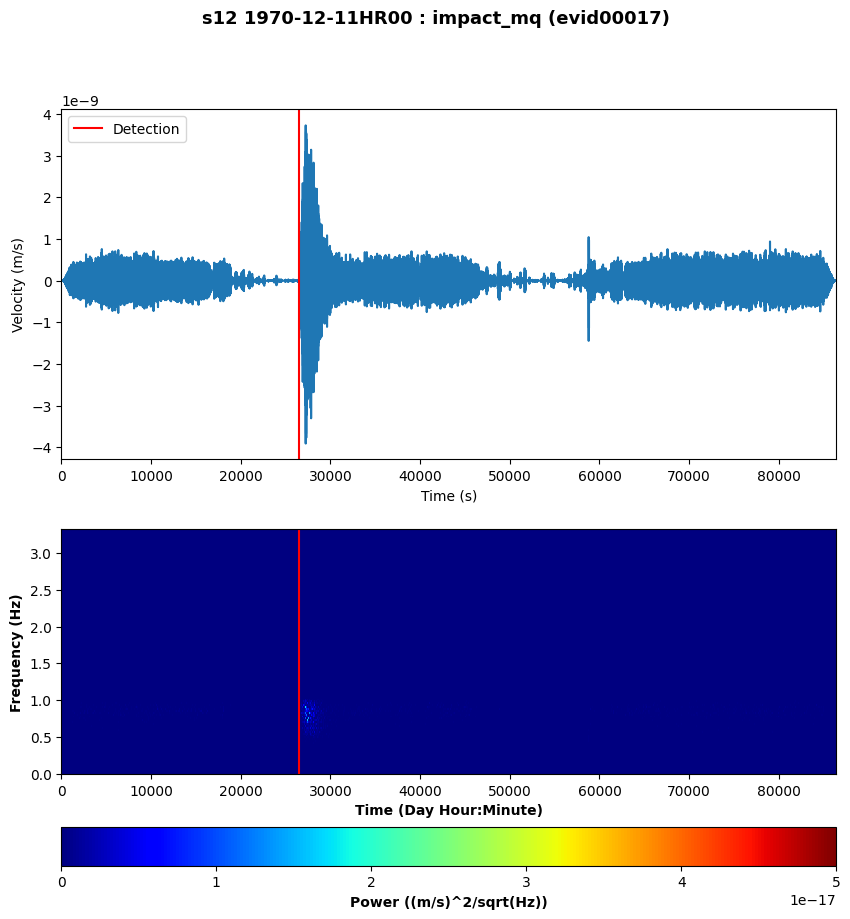 s12 1970-12-11HR00 : impact_mq (evid00017)
1e−9
4
3
2
1
0
−1
−2
−3
−4
Velocity (m/s)
Detection
0 10000 20000 30000 40000 50000 60000 70000 80000
Time (s)
3.0
2.5
2.0
1.5
1.0
0.5
0.0
Frequency (Hz)
0 10000 20000 30000 40000 50000 60000 70000 80000
Time (Day Hour:Minute)
0 1 2 3 4 5
1e−17
Power ((m/s)^2/sqrt(Hz))